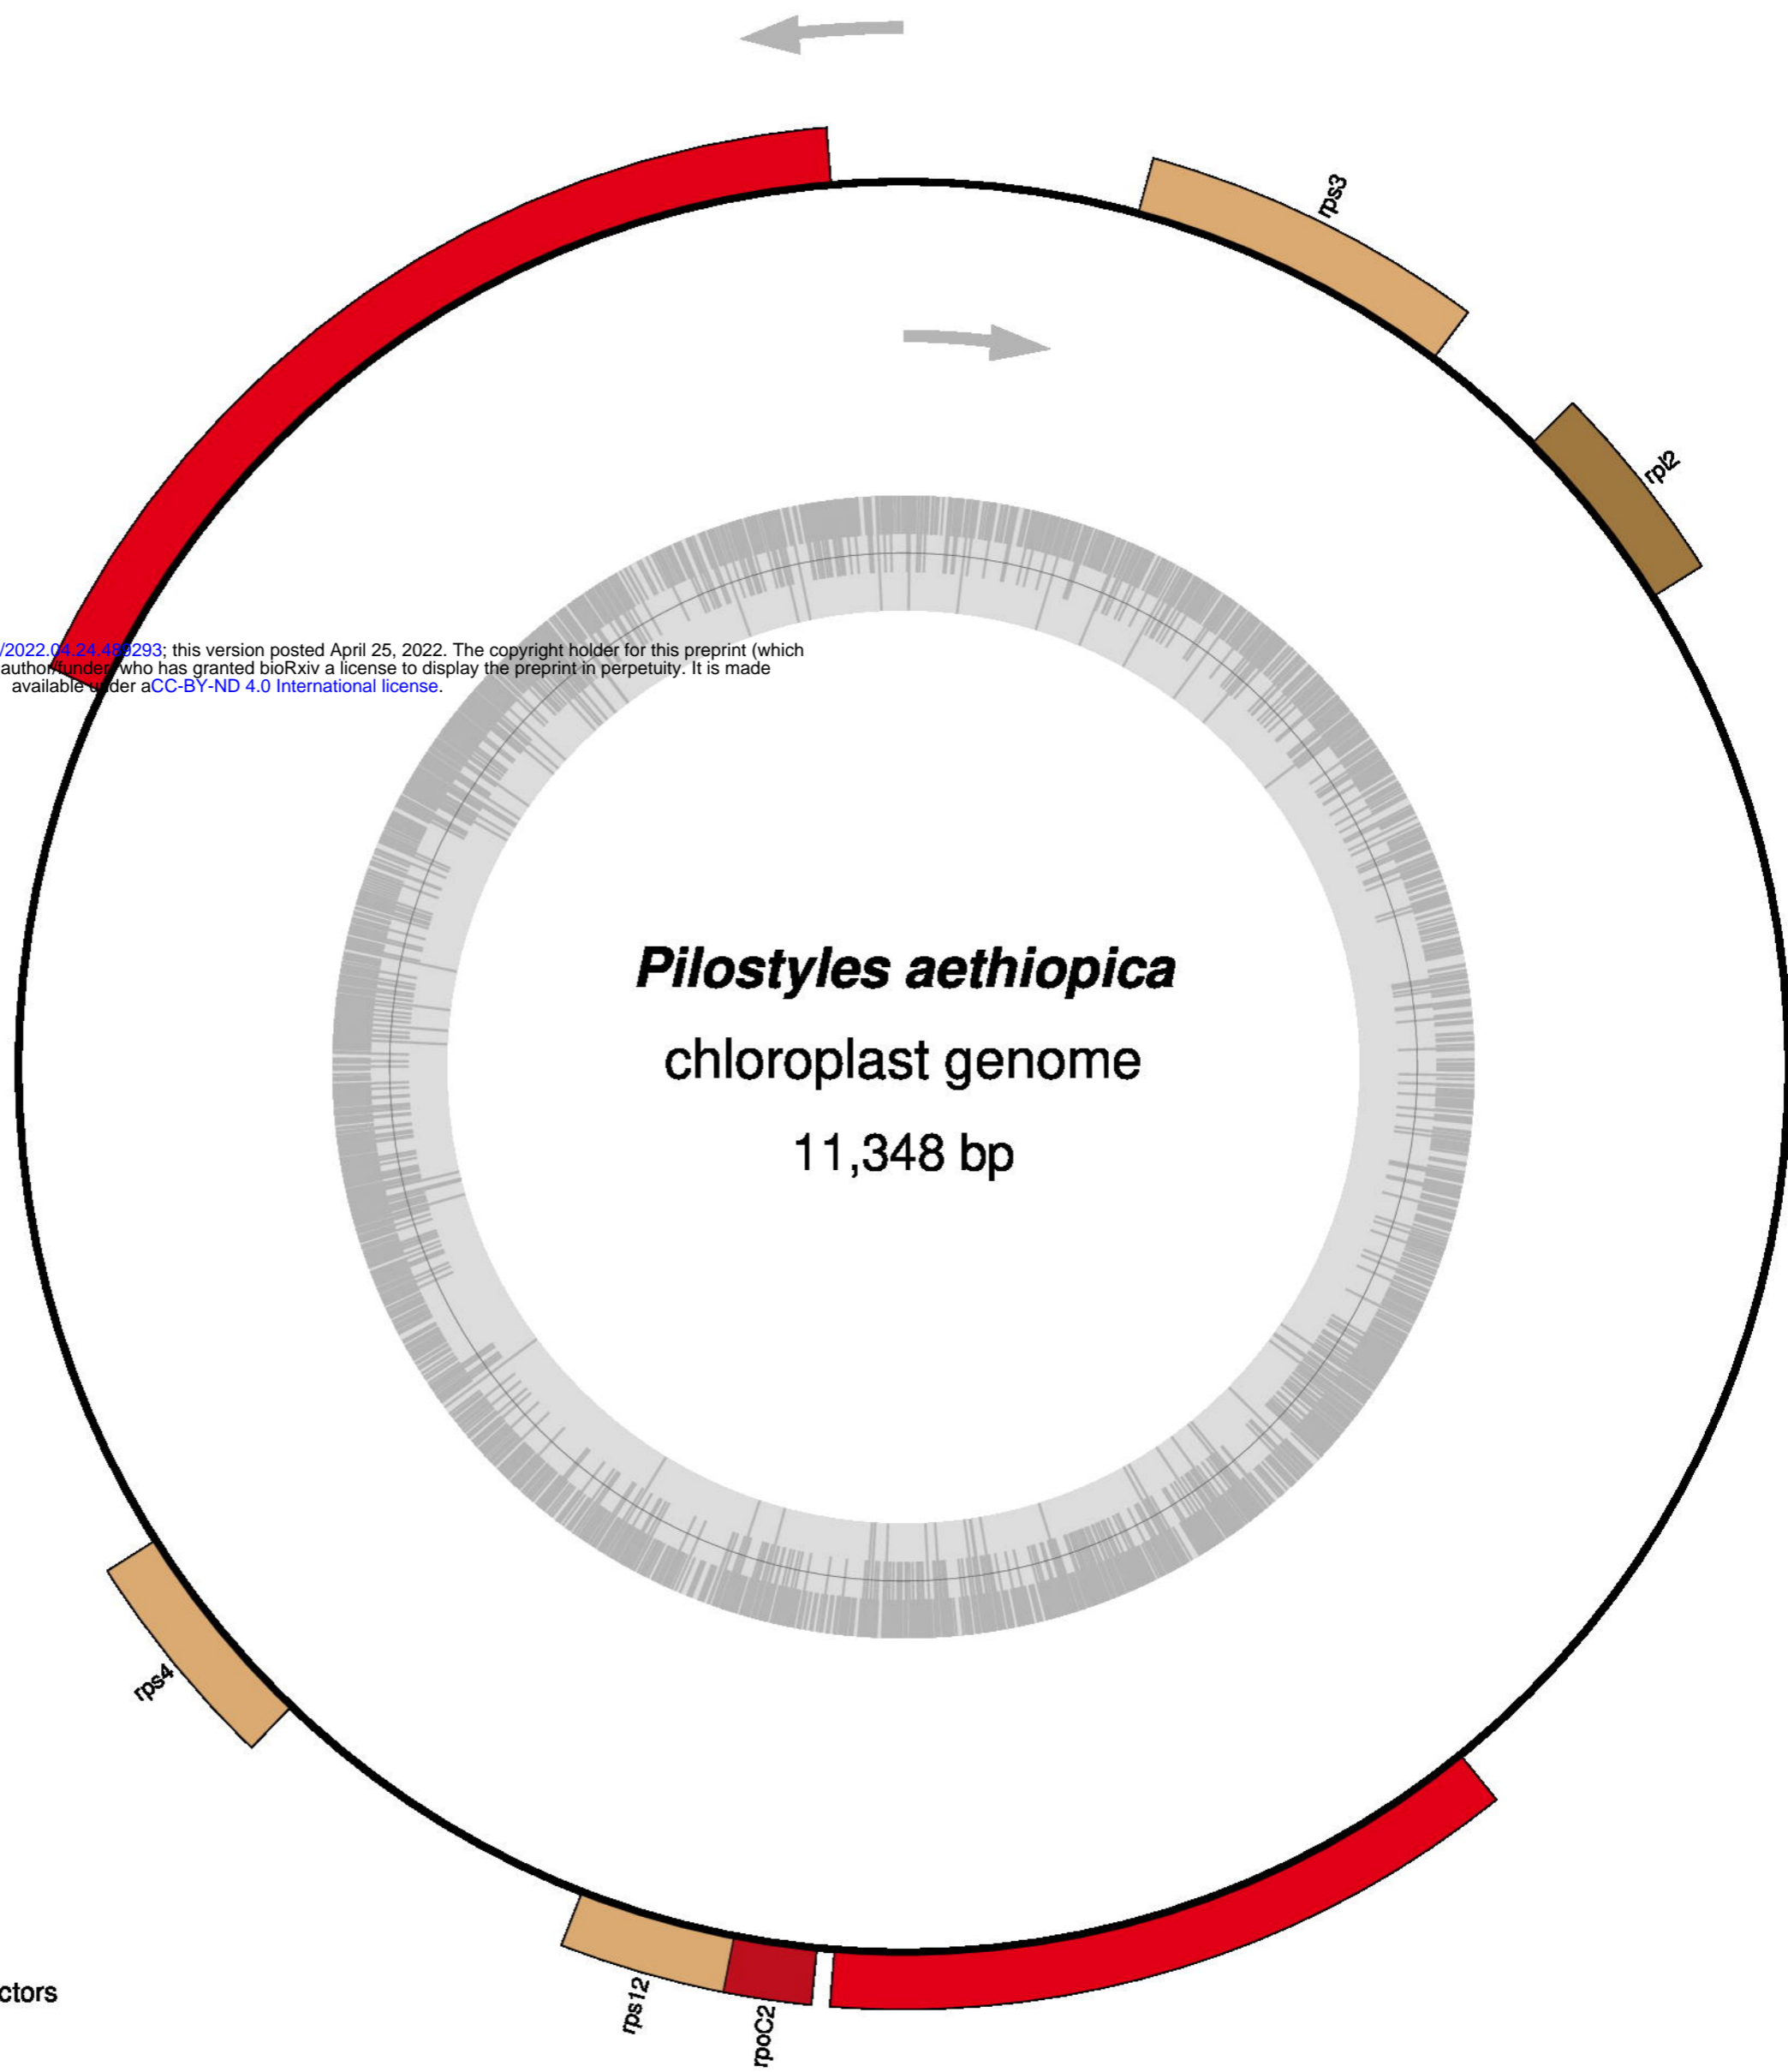 rps3
rpl2
/2022.04.24.489293; this version posted April 25, 2022. The copyright holder for this preprint (which
author/funder, who has granted bioRxiv a license to display the preprint in perpetuity. It is made
available under aCC-BY-ND 4.0 International license.
Pilostyles aethiopica
chloroplast genome
11,348 bp
rps4
rps12
rpoC2
ctors